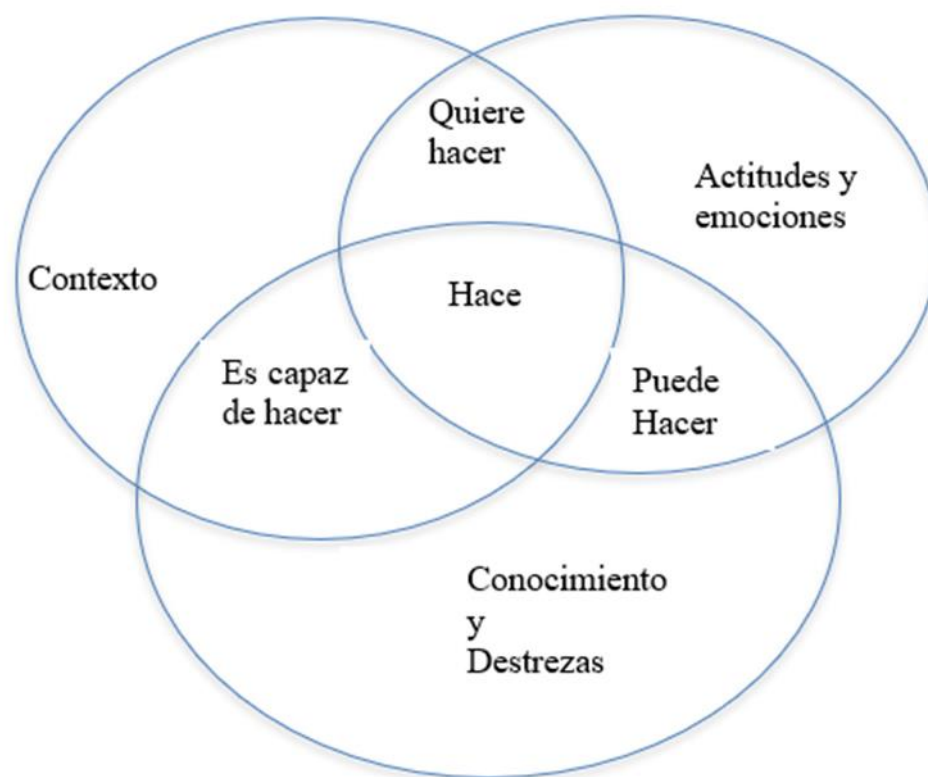 Quiere
hacer
Actitudes y
emociones
Contexto
Hace
Es capaz
de hacer
Puede
Hacer
Conocimiento
y
Destrezas